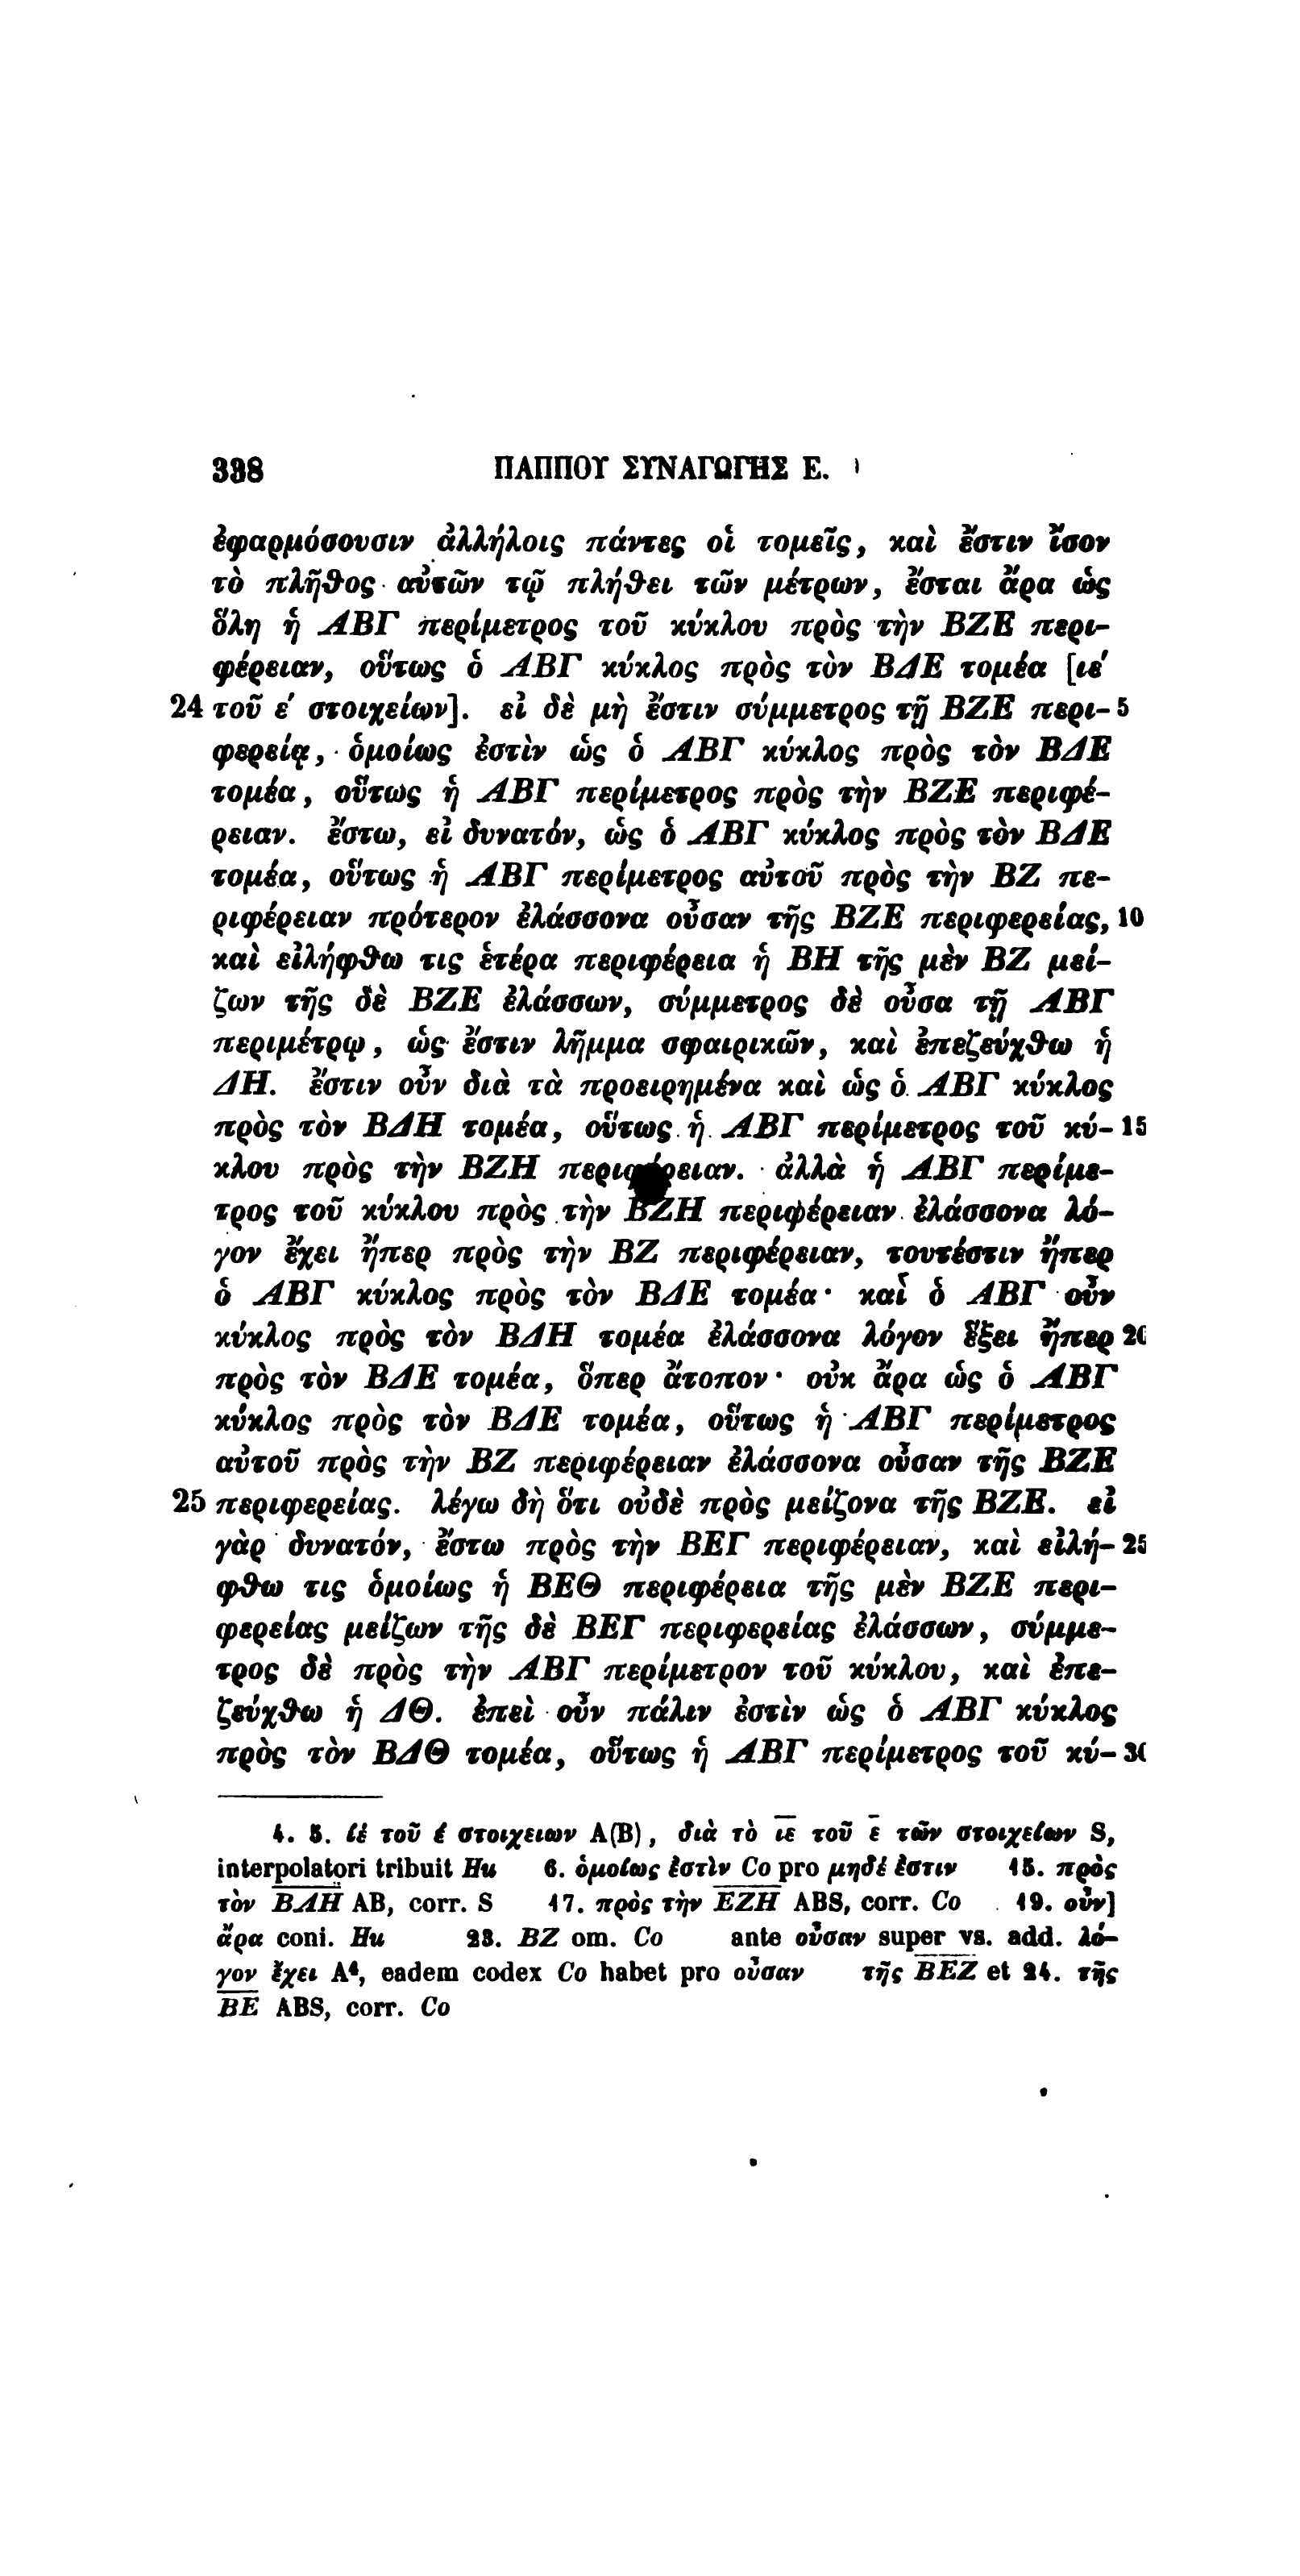 338 ΠΑΠΠΟΥ ΣΥΝΑΓΩΓΗΣ Ε.
ἐφαρμόσουσιν ἀλλήλοις πάντες οἱ τομεῖς, καὶ ἔστιν ἴσον
τὸ πλῆθος αὐτῶν τῷ πλήθει τῶν μέτρων, ἔσται ἄρα ὡς
ὅλη ἡ ΑΒΓ περίμετρος τοῦ κύκλου πρὸς τὴν ΒΖΕ περι-
φέρειαν, οὕτως ὁ ΑΒΓ κύκλος πρὸς τὸν ΒΔΕ τομέα [ιε΄
24 τοῦ ε΄ στοιχείων]. εἰ δὲ μὴ ἔστιν σύμμετρος τῇ ΒΖΕ περι- 5
φερείᾳ, ὁμοίως ἐστὶν ὡς ὁ ΑΒΓ κύκλος πρὸς τὸν ΒΔΕ
τομέα, οὕτως ἡ ΑΒΓ περίμετρος πρὸς τὴν ΒΖΕ περιφέ-
ρειαν. ἔστω, εἰ δυνατόν, ὡς ὁ ΑΒΓ κύκλος πρὸς τὸν ΒΔΕ
τομέα, οὕτως ἡ ΑΒΓ περίμετρος αὐτοῦ πρὸς τὴν ΒΖ πε-
ριφέρειαν πρότερον ἐλάσσονα οὖσαν τῆς ΒΖΕ περιφερείας, 10
καὶ εἰλήφθω τις ἑτέρα περιφέρεια ἡ ΒΗ τῆς μὲν ΒΖ μεί-
ζων τῆς δὲ ΒΖΕ ἐλάσσων, σύμμετρος δὲ οὖσα τῇ ΑΒΓ
περιμέτρῳ, ὡς ἔστιν λῆμμα σφαιρικῶν, καὶ ἐπεζεύχθω ἡ
ΔΗ. ἔστιν οὖν διὰ τὰ προειρημένα καὶ ὡς ὁ ΑΒΓ κύκλος
πρὸς τὸν ΒΔΗ τομέα, οὕτως ἡ ΑΒΓ περίμετρος τοῦ κύ- 15
κλου πρὸς τὴν ΒΖΗ περιφέρειαν. ἀλλὰ ἡ ΑΒΓ περίμε-
τρος τοῦ κύκλου πρὸς τὴν ΒΖΗ περιφέρειαν ἐλάσσονα λό-
γον ἔχει ἤπερ πρὸς τὴν ΒΖ περιφέρειαν, τουτέστιν ἤπερ
ὁ ΑΒΓ κύκλος πρὸς τὸν ΒΔΕ τομέα· καὶ ὁ ΑΒΓ οὖν
κύκλος πρὸς τὸν ΒΔΗ τομέα ἐλάσσονα λόγον ἕξει ἤπερ 20
πρὸς τὸν ΒΔΕ τομέα, ὅπερ ἄτοπον· οὐκ ἄρα ὡς ὁ ΑΒΓ
κύκλος πρὸς τὸν ΒΔΕ τομέα, οὕτως ἡ ΑΒΓ περίμετρος
αὐτοῦ πρὸς τὴν ΒΖ περιφέρειαν ἐλάσσονα οὖσαν τῆς ΒΖΕ
25 περιφερείας. λέγω δὴ ὅτι οὐδὲ πρὸς μείζονα τῆς ΒΖΕ. εἰ
γὰρ δυνατόν, ἔστω πρὸς τὴν ΒΕΓ περιφέρειαν, καὶ εἰλή- 25
φθω τις ὁμοίως ἡ ΒΕΘ περιφέρεια τῆς μὲν ΒΖΕ περι-
φερείας μείζων τῆς δὲ ΒΕΓ περιφερείας ἐλάσσων, σύμμε-
τρος δὲ πρὸς τὴν ΑΒΓ περίμετρον τοῦ κύκλου, καὶ ἐπε-
ζεύχθω ἡ ΔΘ. ἐπεὶ οὖν πάλιν ἐστὶν ὡς ὁ ΑΒΓ κύκλος
πρὸς τὸν ΒΔΘ τομέα, οὕτως ἡ ΑΒΓ περίμετρος τοῦ κύ- 30
4. 5. ιέ τοῦ έ στοιχειων A(B), διὰ τὸ ι̅ε̅ τοῦ ε̅ τῶν στοιχείων S,
interpolatori tribuit Hu 6. ὁμοίως ἐστὶν Co pro μηδέ ἐστιν 15. πρὸς
τὸν Β̅Δ̅Η̅ AB, corr. S 17. πρὸς τὴν Ε̅Ζ̅Η̅ ABS, corr. Co 19. οὖν]
ἄρα coni. Hu 23. ΒΖ om. Co ante οὖσαν super vs. add. λό-
γον ἔχει A⁴, eadem codex Co habet pro οὖσαν τῆς Β̅Ε̅Ζ̅ et 24. τῆς
Β̅Ε̅ ABS, corr. Co